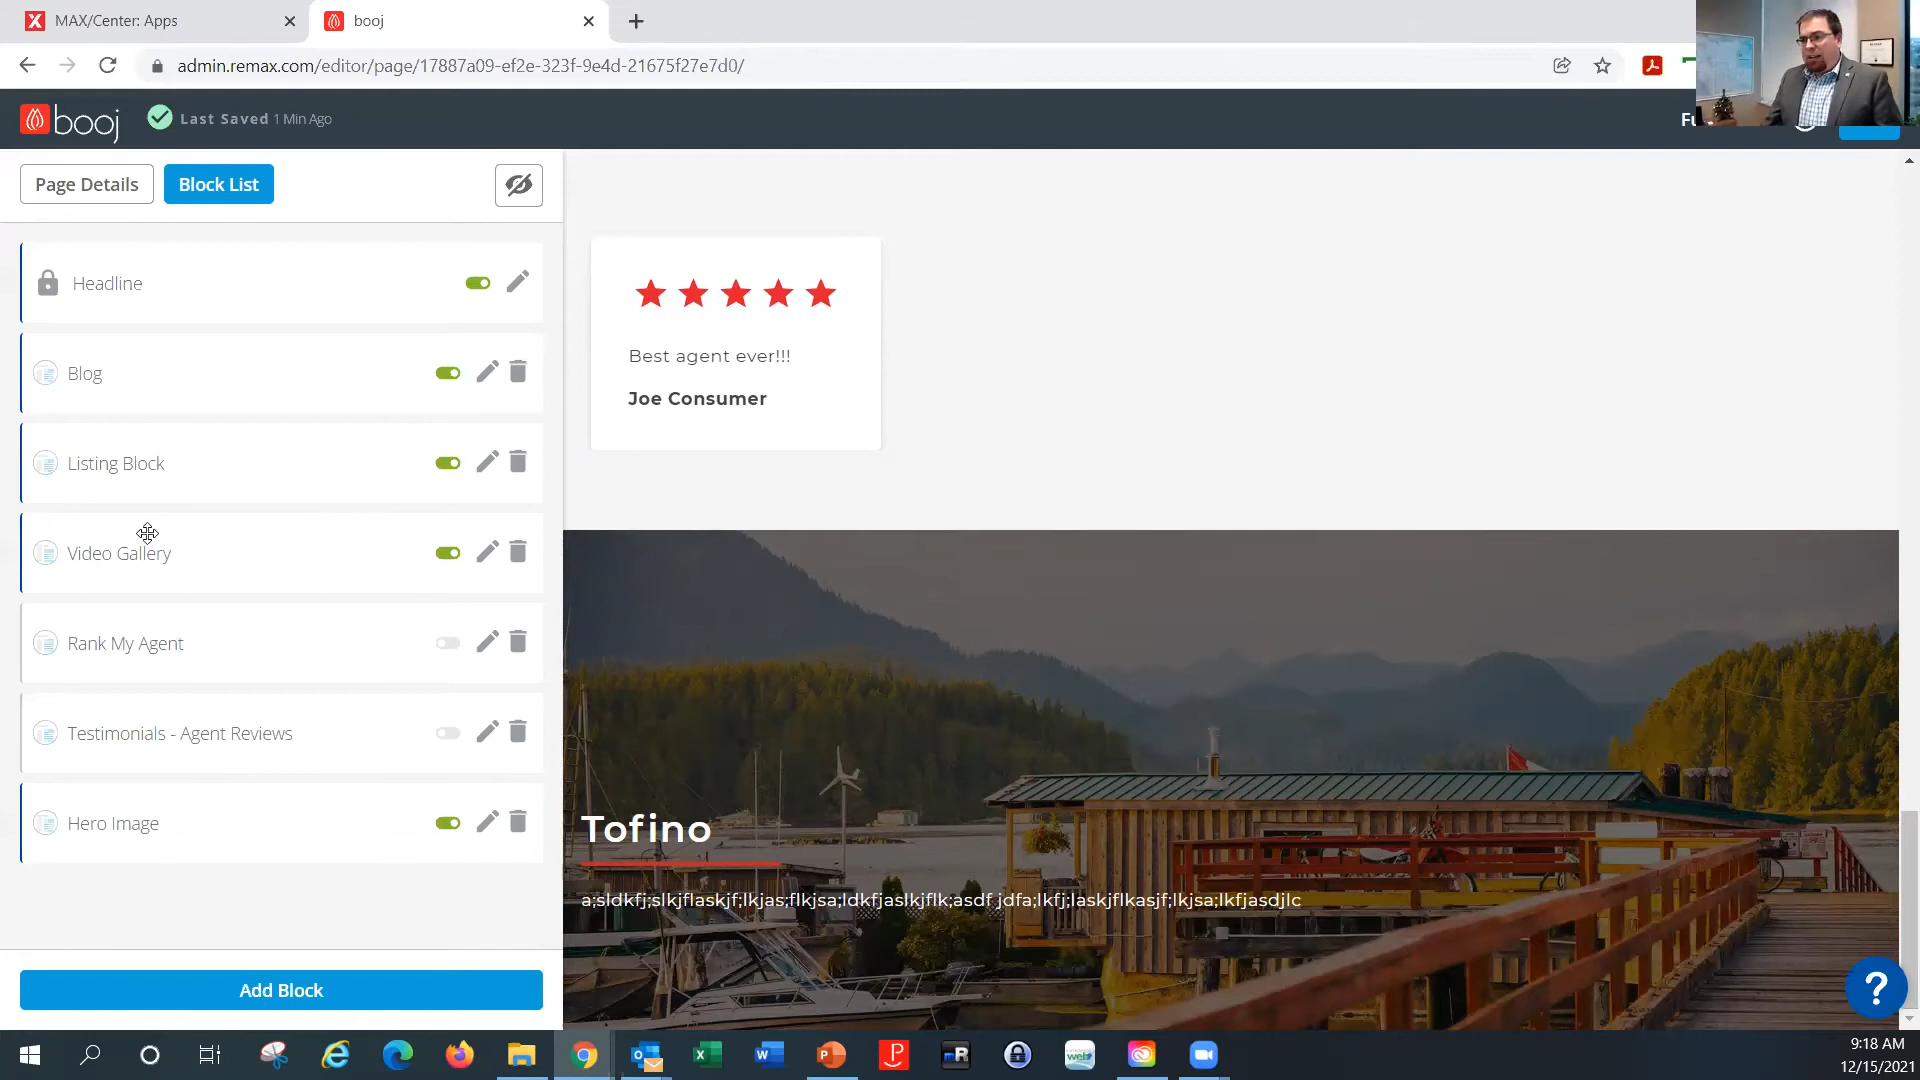 MAX/Center: Apps
booj
admin.remax.com/editor/page/17887a09-ef2e-323f-9e4d-21675f27e7d0/
booj
Last Saved 1 Min Ago
Page Details
Block List
Headline
Blog
Listing Block
Video Gallery
Rank My Agent
Testimonials - Agent Reviews
Hero Image
Add Block
Best agent ever!!!
Joe Consumer
Tofino
a;sldkfj;slkjflaskjf;lkjas;flkjsa;ldkfjaslkjflk;asdf jdfa;lkfj;laskjflkasjf;lkjsa;lkfjasdjlc
?
9:18 AM
12/15/2021